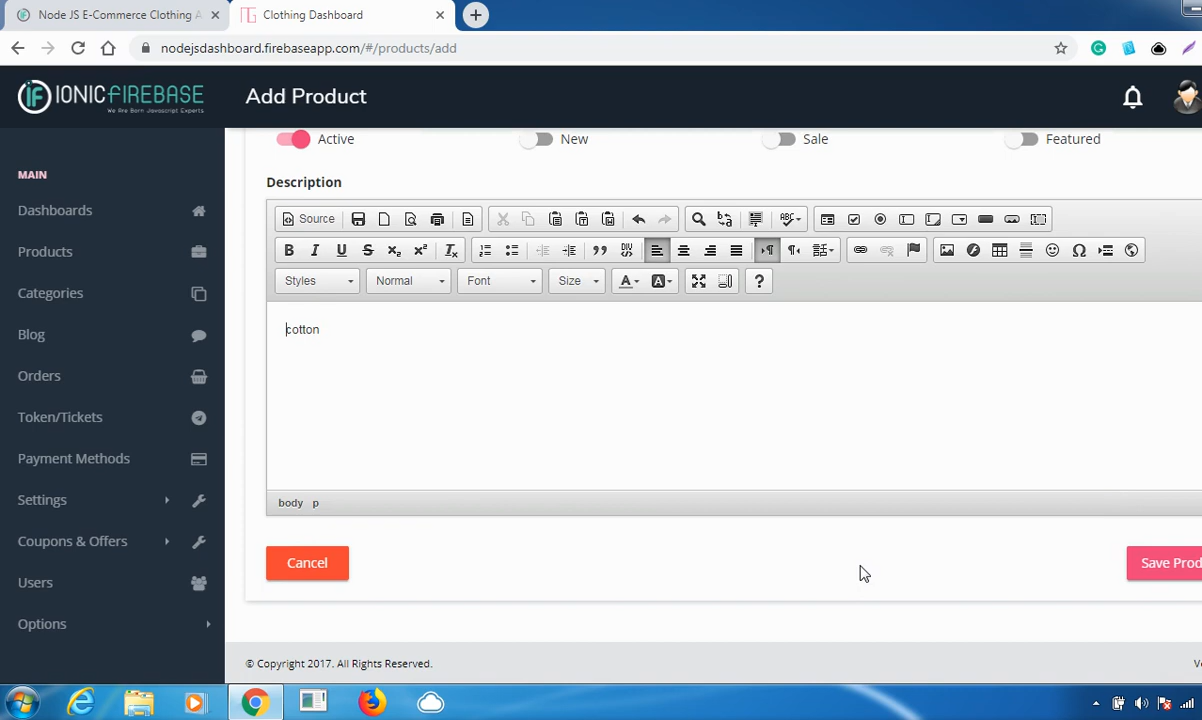 Node JS E-Commerce Clothing A
Clothing Dashboard
nodejsdashboard.firebaseapp.com/#/products/add
IONICFIREBASE
We Are Born Javascript Experts
Add Product
MAIN
Dashboards
Products
Categories
Blog
Orders
Token/Tickets
Payment Methods
Settings
Coupons & Offers
Users
Options
Active
New
Sale
Featured
Description
Source
Styles
Normal
Font
Size
cotton
body p
Cancel
Save Prod
© Copyright 2017. All Rights Reserved.